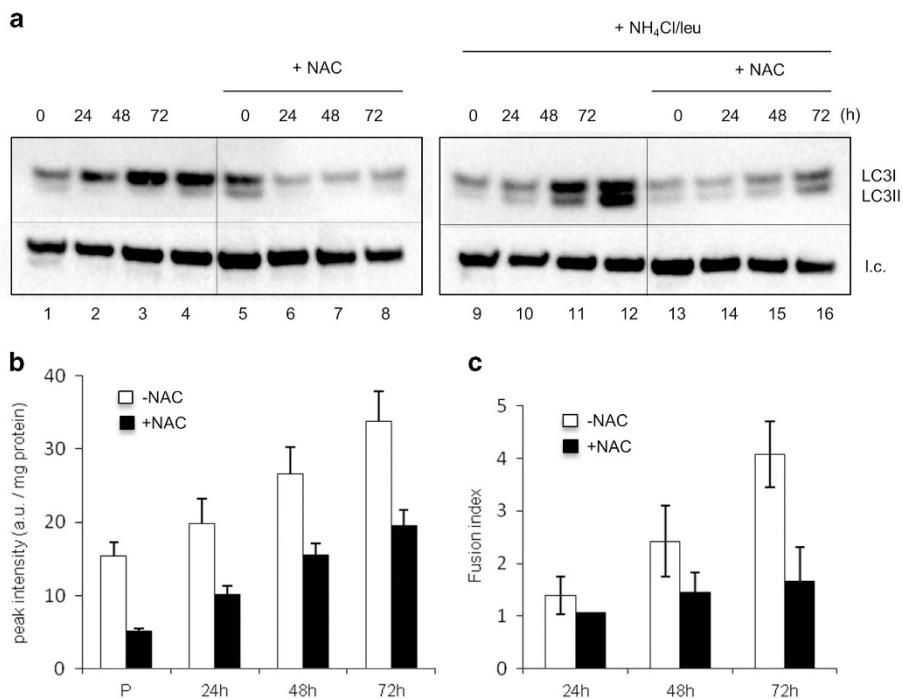 a
+ NH₄Cl/leu
+ NAC
+ NAC
0 24 48 72 0 24 48 72
0 24 48 72 0 24 48 72 (h)
LC3I
LC3II
l.c.
1 2 3 4 5 6 7 8
9 10 11 12 13 14 15 16
b
peak intensity (a.u. / mg protein)
40
30
20
10
0
-NAC
+NAC
P 24h 48h 72h
c
Fusion index
5
4
3
2
1
0
-NAC
+NAC
24h 48h 72h